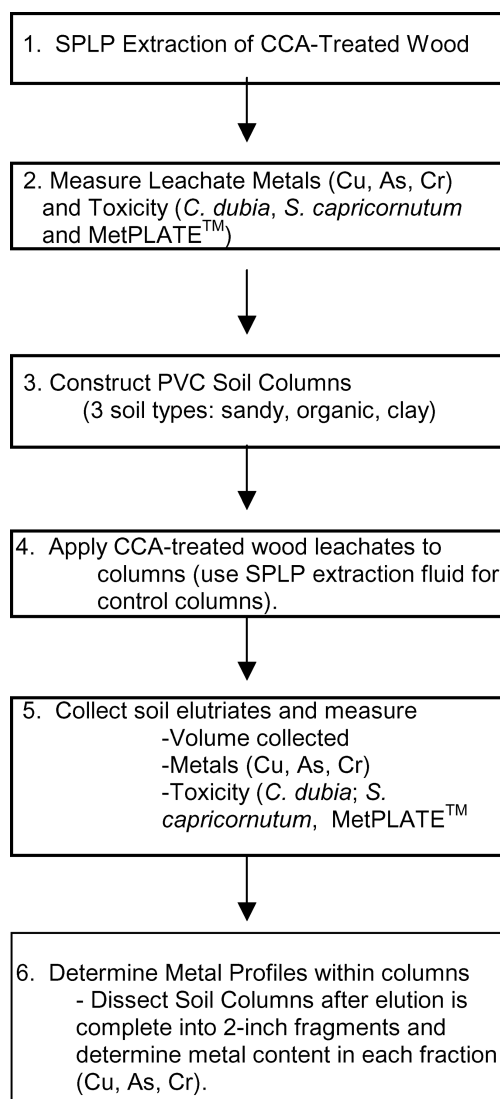 1. SPLP Extraction of CCA-Treated Wood
2. Measure Leachate Metals (Cu, As, Cr)
and Toxicity (C. dubia, S. capricornutum
and MetPLATE™)
3. Construct PVC Soil Columns
(3 soil types: sandy, organic, clay)
4. Apply CCA-treated wood leachates to
columns (use SPLP extraction fluid for
control columns).
5. Collect soil elutriates and measure
-Volume collected
-Metals (Cu, As, Cr)
-Toxicity (C. dubia; S.
capricornutum, MetPLATE™
6. Determine Metal Profiles within columns
- Dissect Soil Columns after elution is
complete into 2-inch fragments and
determine metal content in each fraction
(Cu, As, Cr).